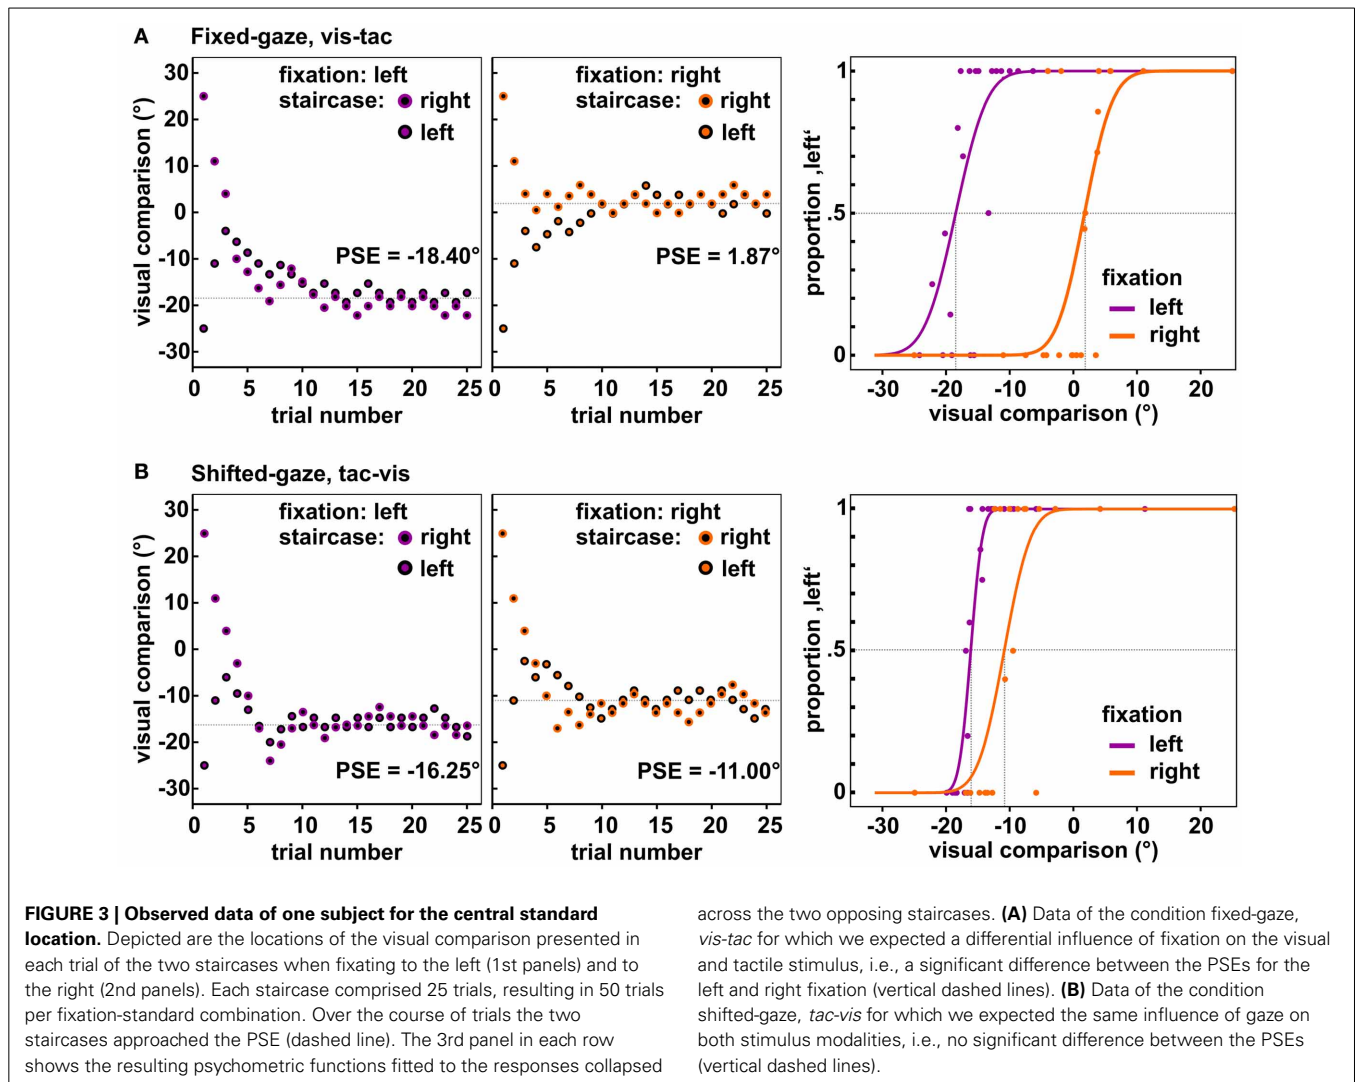 A Fixed-gaze, vis-tac
30
20
10
0
-10
-20
-30
visual comparison (°)
fixation: left
staircase: right
left
PSE = -18.40°
0 5 10 15 20 25
trial number
fixation: right
staircase: right
left
PSE = 1.87°
0 5 10 15 20 25
trial number
1
.5
0
proportion ‚left‘
fixation
left
right
-30 -20 -10 0 10 20
visual comparison (°)
B Shifted-gaze, tac-vis
30
20
10
0
-10
-20
-30
visual comparison (°)
fixation: left
staircase: right
left
PSE = -16.25°
0 5 10 15 20 25
trial number
fixation: right
staircase: right
left
PSE = -11.00°
0 5 10 15 20 25
trial number
1
.5
0
proportion ‚left‘
fixation
left
right
-30 -20 -10 0 10 20
visual comparison (°)
FIGURE 3 | Observed data of one subject for the central standard
location. Depicted are the locations of the visual comparison presented in
each trial of the two staircases when fixating to the left (1st panels) and to
the right (2nd panels). Each staircase comprised 25 trials, resulting in 50 trials
per fixation-standard combination. Over the course of trials the two
staircases approached the PSE (dashed line). The 3rd panel in each row
shows the resulting psychometric functions fitted to the responses collapsed
across the two opposing staircases. (A) Data of the condition fixed-gaze,
vis-tac for which we expected a differential influence of fixation on the visual
and tactile stimulus, i.e., a significant difference between the PSEs for the
left and right fixation (vertical dashed lines). (B) Data of the condition
shifted-gaze, tac-vis for which we expected the same influence of gaze on
both stimulus modalities, i.e., no significant difference between the PSEs
(vertical dashed lines).